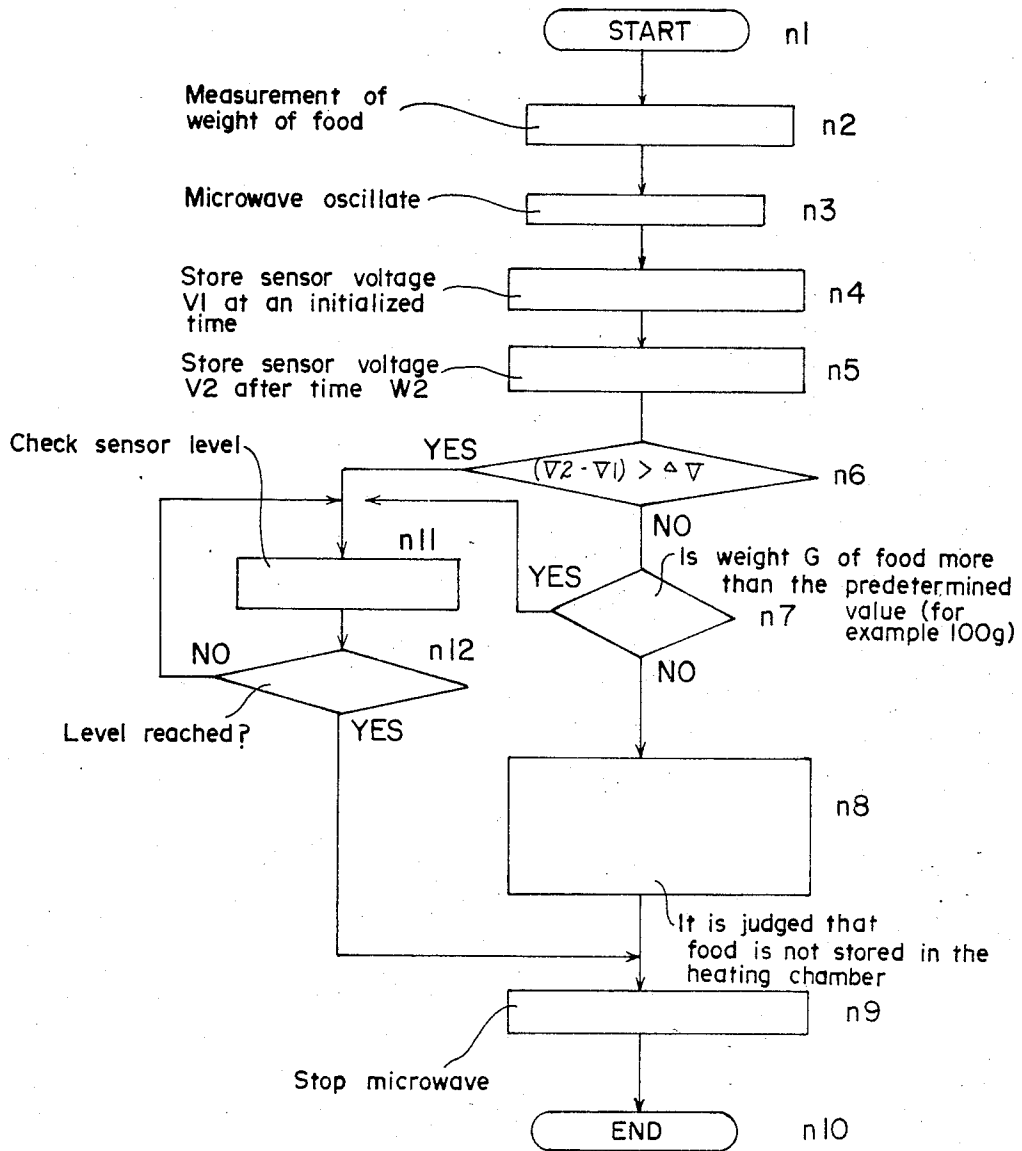 START
n1
Measurement of
weight of food
n2
Microwave oscillate
n3
Store sensor voltage
V1 at an initialized
time
n4
Store sensor voltage
V2 after time W2
n5
Check sensor level
YES
(∇2-∇1) > △∇
n6
NO
n11
Is weight G of food more
than the predetermined
value (for
example 100g)
YES
n7
NO
n12
NO
Level reached?
YES
n8
It is judged that
food is not stored in the
heating chamber
n9
Stop microwave
END
n10